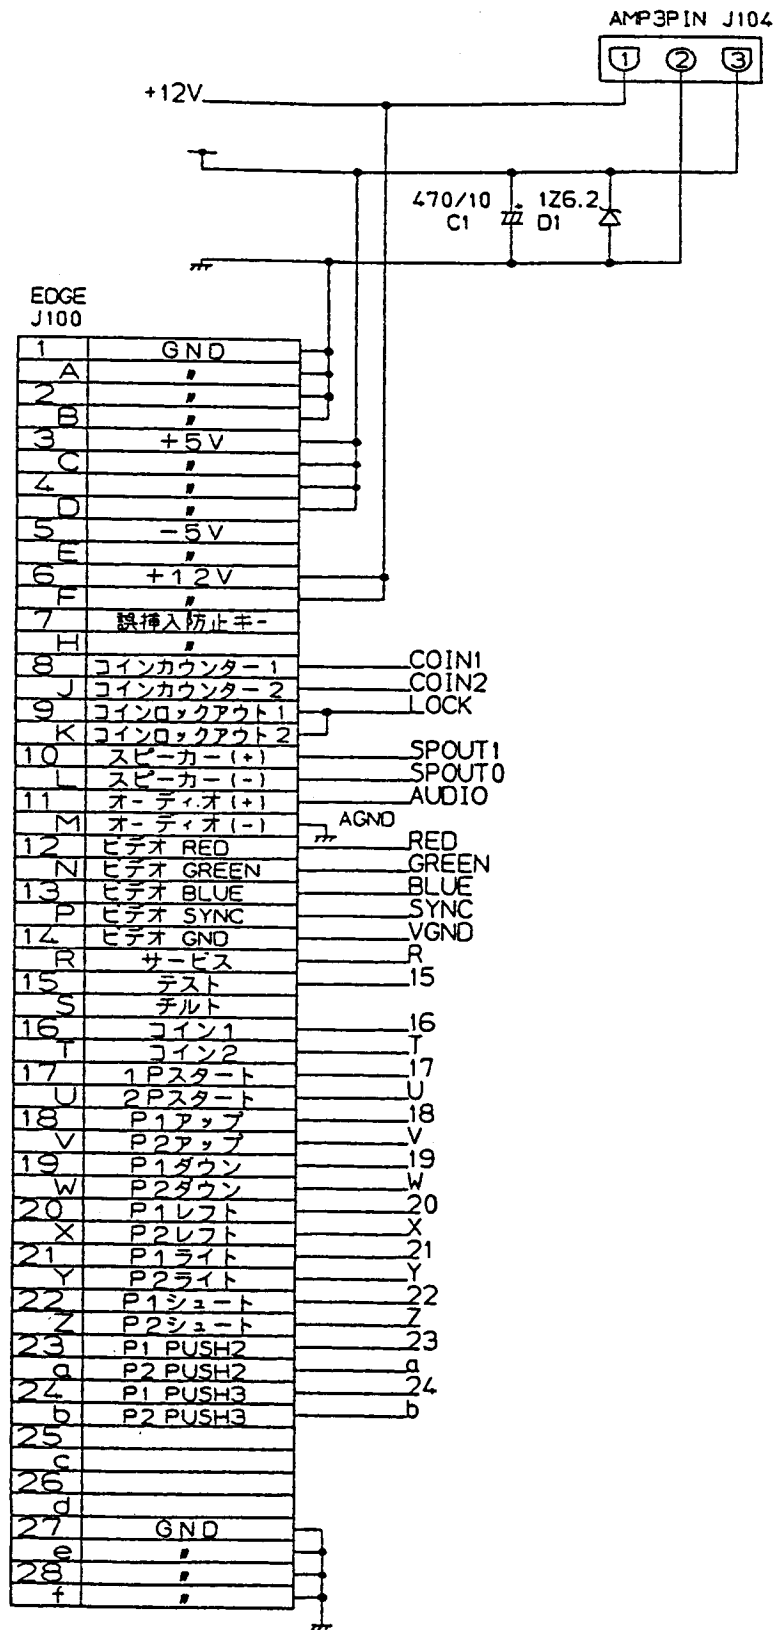 AMP3PIN J104
1 2 3
+12V
470/10 1Z6.2
C1 D1
EDGE
J100
1 GND
A 〃
2 〃
B 〃
3 +5V
C 〃
4 〃
D 〃
5 -5V
E 〃
6 +12V
F 〃
7 誤挿入防止キー
H 〃
8 コインカウンター1 COIN1
J コインカウンター2 COIN2
9 コインロックアウト1 LOCK
K コインロックアウト2
10 スピーカー(+) SPOUT1
L スピーカー(-) SPOUT0
11 オーディオ(+) AUDIO
M オーディオ(-) AGND
12 ビデオ RED RED
N ビデオ GREEN GREEN
13 ビデオ BLUE BLUE
P ビデオ SYNC SYNC
14 ビデオ GND VGND
R サービス R
15 テスト 15
S チルト
16 コイン1 16
T コイン2 T
17 1Pスタート 17
U 2Pスタート U
18 P1アップ 18
V P2アップ V
19 P1ダウン 19
W P2ダウン W
20 P1レフト 20
X P2レフト X
21 P1ライト 21
Y P2ライト Y
22 P1シュート 22
Z P2シュート Z
23 P1 PUSH2 23
a P2 PUSH2 a
24 P1 PUSH3 24
b P2 PUSH3 b
25
c
26
d
27 GND
e 〃
28 〃
f 〃